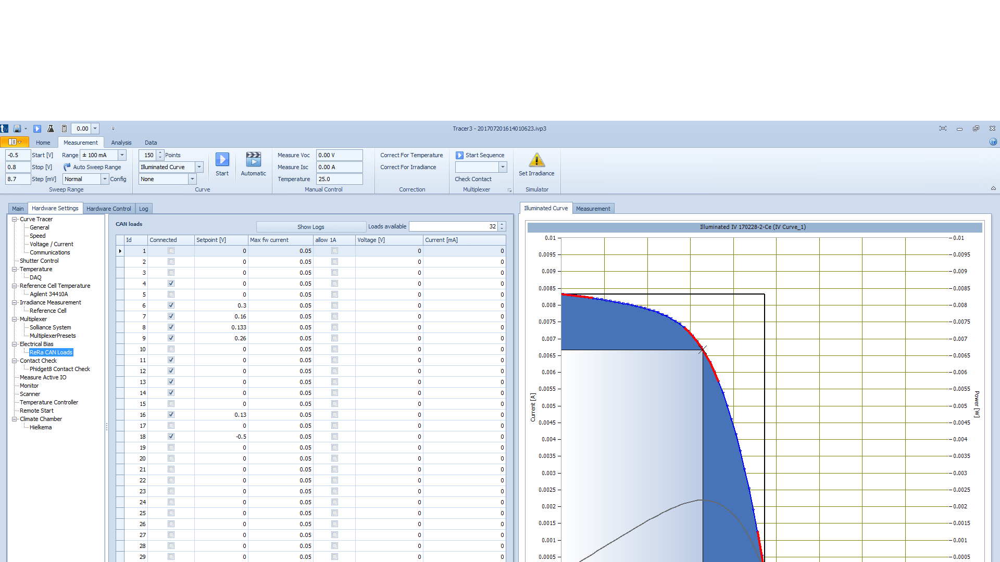 0.00
Tracer3 - 201707201614010623.ivp3
Home Measurement Analysis Data
-0.5 Start [V] Range ± 100 mA
0.8 Stop [V] Auto Sweep Range
8.7 Step [mV] Normal Config
Sweep Range
150 Points
Illuminated Curve
None
Start
Automatic
Curve
Measure Voc 0.00 V
Measure Isc 0.00 A
Temperature 25.0
Manual Control
Correct For Temperature
Correct For Irradiance
Correction
Start Sequence
Check Contact
Multiplexer
Set Irradiance
Simulator
Main Hardware Settings Hardware Control Log
Curve Tracer
General
Speed
Voltage / Current
Communications
Shutter Control
Temperature
DAQ
Reference Cell Temperature
Agilent 34410A
Irradiance Measurement
Reference Cell
Multiplexer
Solliance System
MultiplexerPresets
Electrical Bias
ReRa CAN Loads
Contact Check
Phidget8 Contact Check
Measure Active IO
Monitor
Scanner
Temperature Controller
Remote Start
Climate Chamber
Hielkema
CAN loads
Show Logs Loads available 32
Id Connected Setpoint [V] Max fw current allow 1A Voltage [V] Current [mA]
1 0 0.05 0 0
2 0 0.05 0 0
3 0 0.05 0 0
4 0 0.05 0 0
5 0 0.05 0 0
6 0.3 0.05 0 0
7 0.16 0.05 0 0
8 0.133 0.05 0 0
9 0.26 0.05 0 0
10 0 0.05 0 0
11 0 0.05 0 0
12 0 0.05 0 0
13 0 0.05 0 0
14 0 0.05 0 0
15 0 0.05 0 0
16 0.13 0.05 0 0
17 0 0.05 0 0
18 -0.5 0.05 0 0
19 0 0.05 0 0
20 0 0.05 0 0
21 0 0.05 0 0
22 0 0.05 0 0
23 0 0.05 0 0
24 0 0.05 0 0
25 0 0.05 0 0
26 0 0.05 0 0
27 0 0.05 0 0
28 0 0.05 0 0
29 0 0.05 0 0
Illuminated Curve Measurement
Illuminated IV 170228-2-Ce (IV Curve_1)
0.01 0.01
0.0095 0.0095
0.009 0.009
0.0085 0.0085
0.008 0.008
0.0075 0.0075
0.007 0.007
0.0065 0.0065
0.006 0.006
0.0055 0.0055
0.005 0.005
0.0045 0.0045
0.004 0.004
0.0035 0.0035
0.003 0.003
0.0025 0.0025
0.002 0.002
0.0015 0.0015
0.001 0.001
0.0005 0.0005
Current [A]
Power [W]